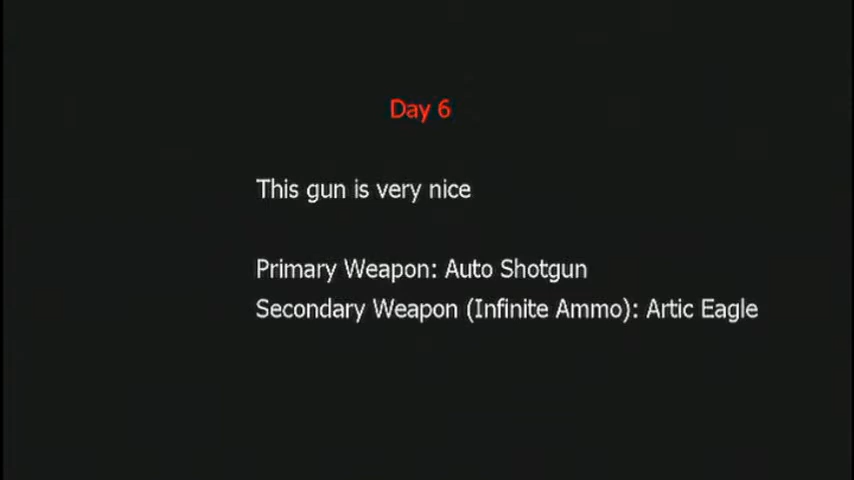 Day 6
This gun is very nice
Primary Weapon: Auto Shotgun
Secondary Weapon (Infinite Ammo): Artic Eagle